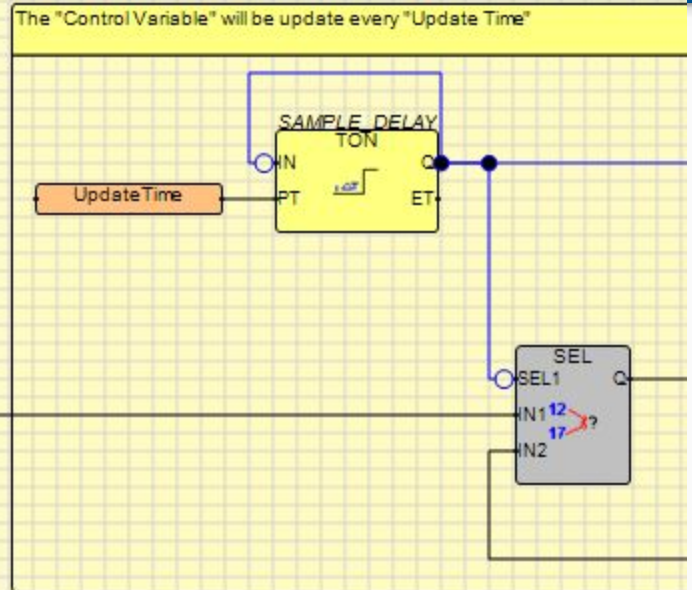 The "Control Variable" will be update every "Update Time"
SAMPLE_DELAY
TON
IN Q
UpdateTime
PT ET
SEL
SEL1 Q
IN1 12
?
17
IN2